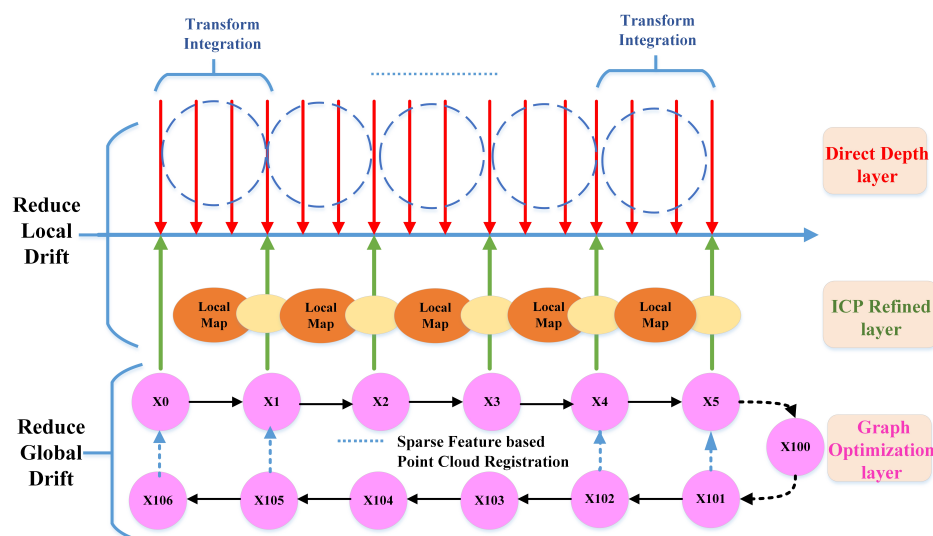 Transform
Integration
Transform
Integration
Direct Depth
layer
Reduce
Local
Drift
Local
Map
Local
Map
Local
Map
Local
Map
Local
Map
ICP Refined
layer
X0
X1
X2
X3
X4
X5
Reduce
Global
Drift
Sparse Feature based
Point Cloud Registration
X100
Graph
Optimization
layer
X106
X105
X104
X103
X102
X101